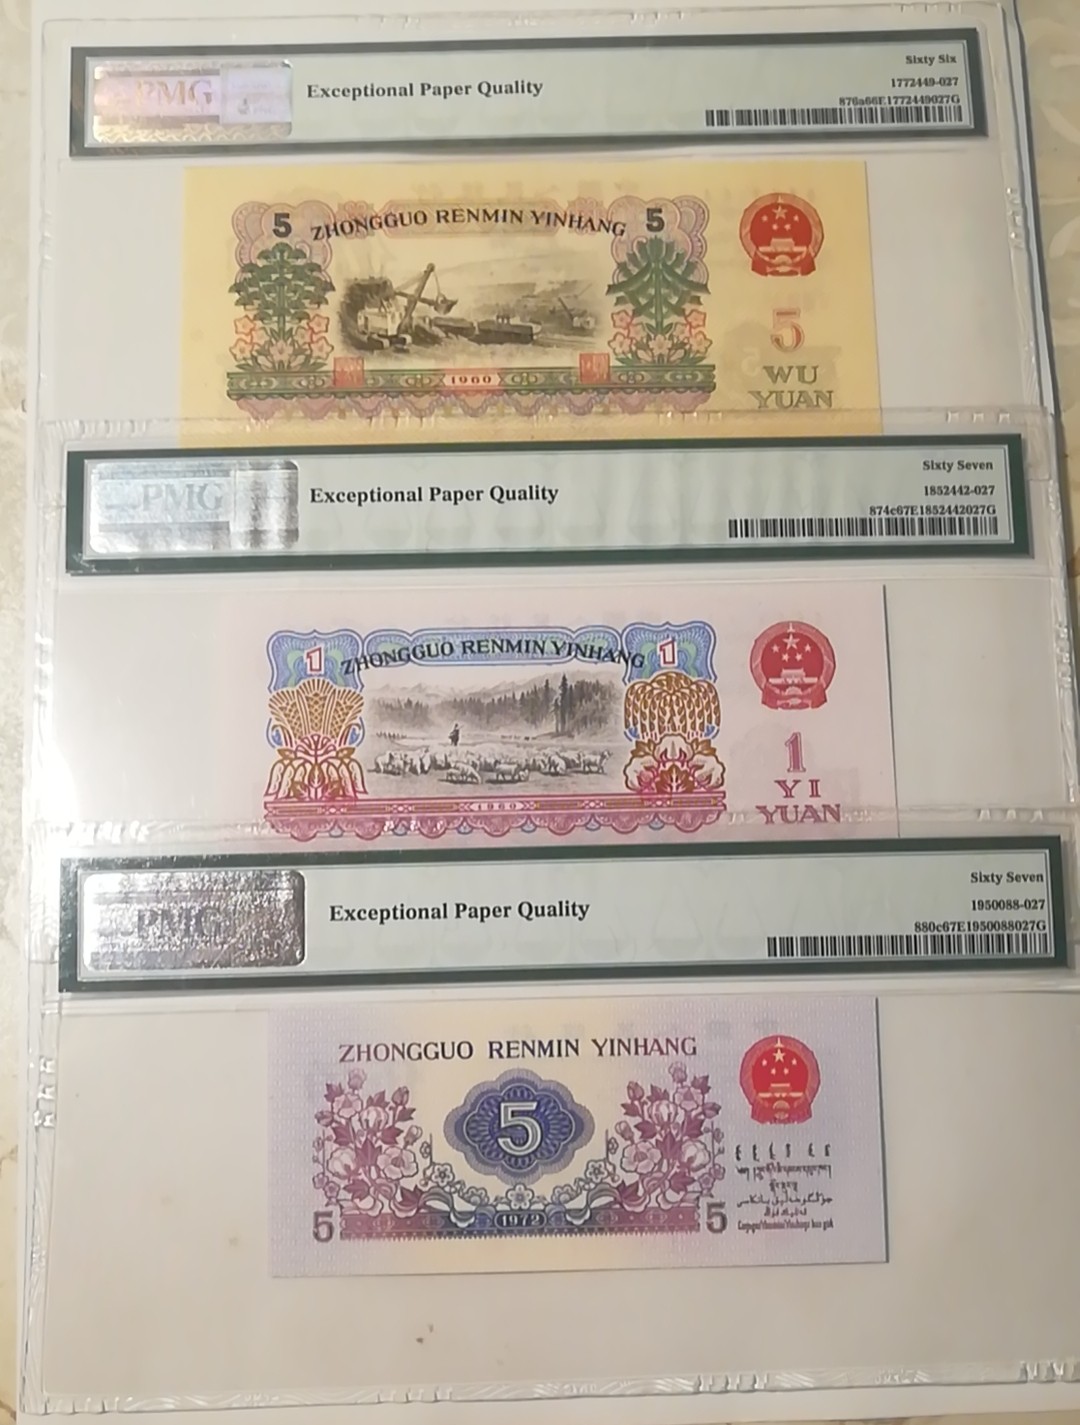 PMG
Exceptional Paper Quality
Sixty Six
1772449-027
876a66E1772449027G
5 ZHONGGUO RENMIN YINHANG 5
5
WU
YUAN
1960
PMG
Exceptional Paper Quality
Sixty Seven
1852442-027
874c67E1852442027G
1 ZHONGGUO RENMIN YINHANG 1
1
YI
YUAN
1960
PMG
Exceptional Paper Quality
Sixty Seven
1950088-027
880c67E1950088027G
ZHONGGUO RENMIN YINHANG
5
5 1972 5